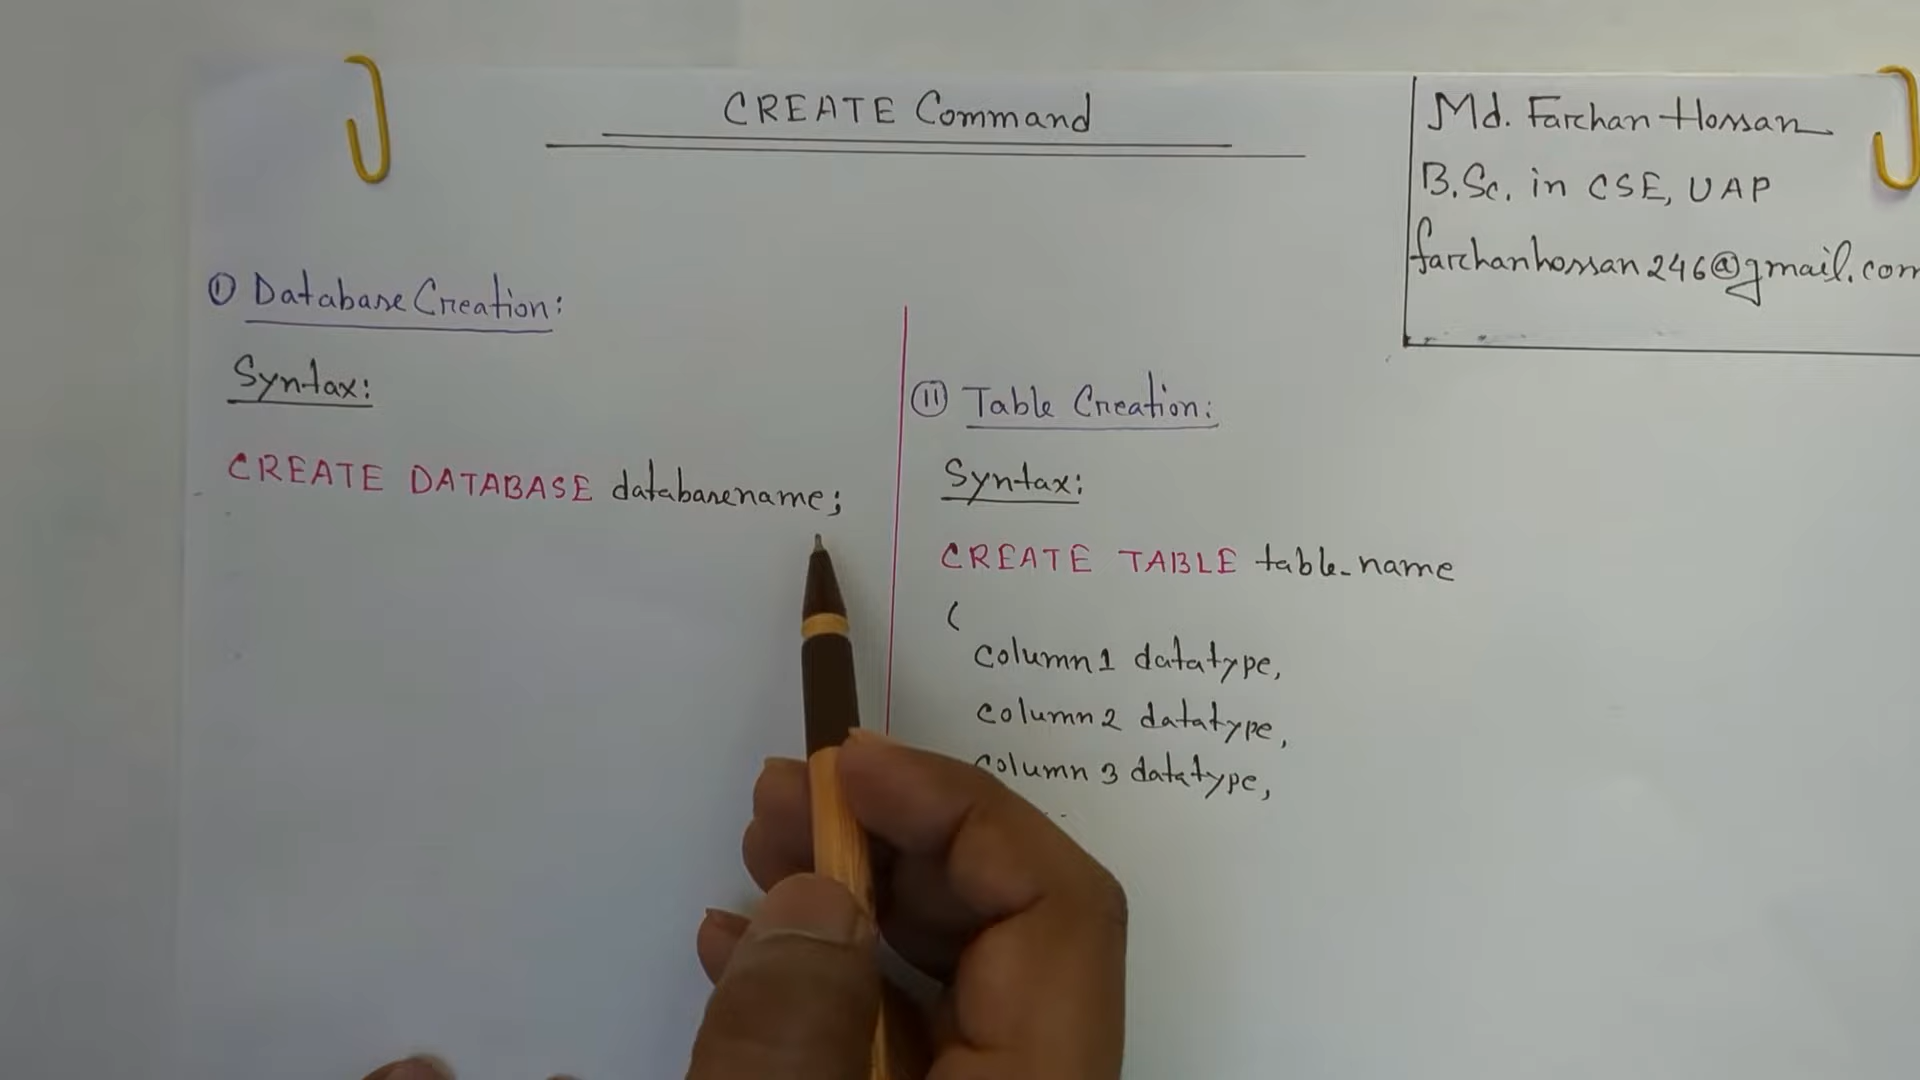 CREATE Command
Md. Farhan Hossan
B.Sc. in CSE, UAP
farhanhossan246@gmail.com
① Database Creation:
Syntax:
CREATE DATABASE databasename;
⑪ Table Creation:
Syntax:
CREATE TABLE table_name
(
column1 datatype,
column2 datatype,
column 3 datatype,